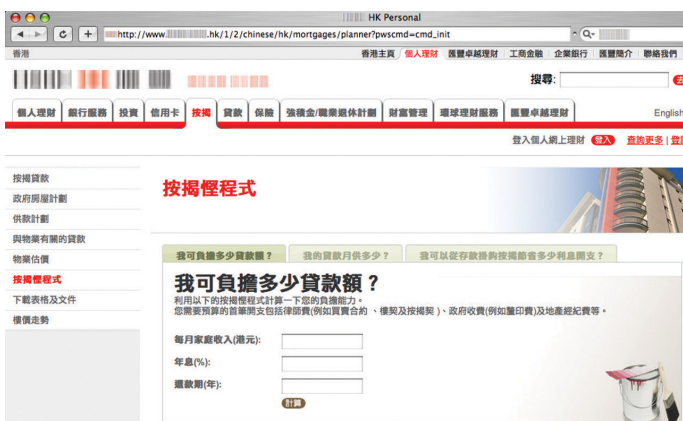 HK Personal
http://www. .hk/1/2/chinese/hk/mortgages/planner?pwscmd=cmd_init
Q-
香港
香港主頁 個人理財 匯豐卓越理財 工商金融 企業銀行 匯豐簡介 聯絡我們
搜尋:
個人理財 銀行服務 投資 信用卡 按揭 貸款 保險 強積金/職業退休計劃 財富管理 環球理財服務 匯豐卓越理財 English
登入個人網上理財 登入 查詢更多 |
按揭貸款
政府房屋計劃
供款計劃
與物業有關的貸款
物業估價
按揭慳程式
下載表格及文件
樓價走勢
按揭慳程式
我可負擔多少貸款額？ 我的貸款月供多少？ 我可以從存款掛鈎按揭節省多少利息開支？
我可負擔多少貸款額？
利用以下的按揭慳程式計算一下您的負擔能力。
您需要預算的首筆開支包括律師費(例如買賣合約 、樓契及按揭契 )、政府收費(例如釐印費)及地產經紀費等。
每月家庭收入(港元):
年息(%):
還款期(年):
計算